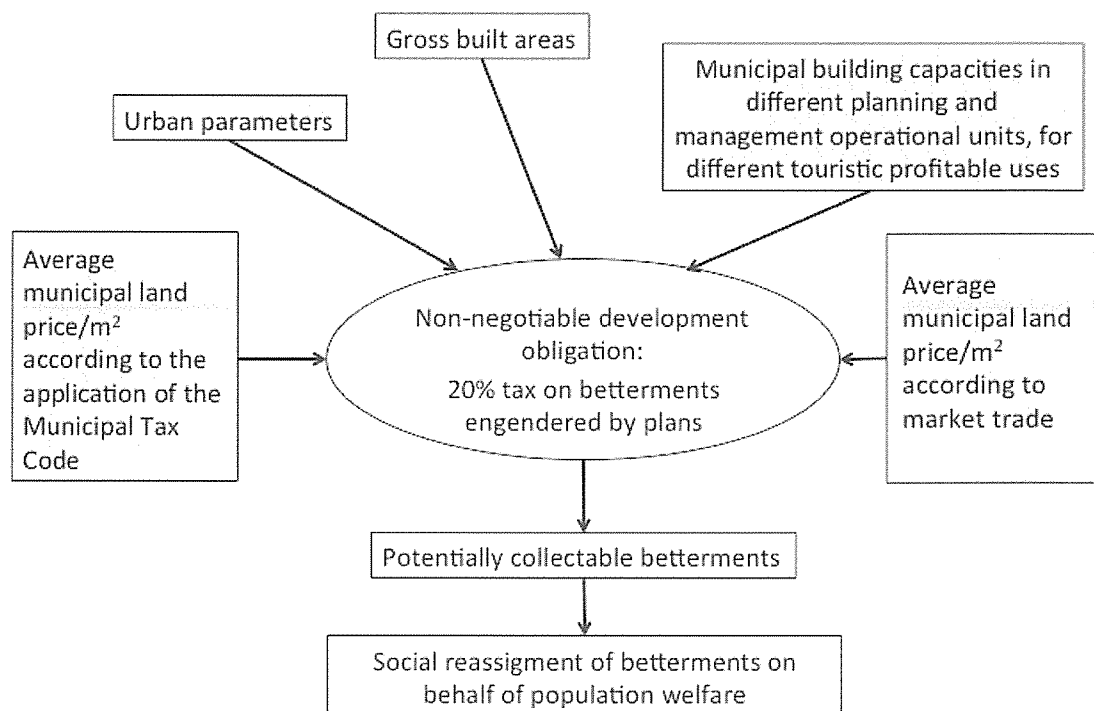 Gross built areas
Municipal building capacities in
different planning and
management operational units, for
different touristic profitable uses
Urban parameters
Average
municipal land
price/m²
according to the
application of the
Municipal Tax
Code
Non-negotiable development
obligation:
20% tax on betterments
engendered by plans
Average
municipal land
price/m²
according to
market trade
Potentially collectable betterments
Social reassigment of betterments on
behalf of population welfare